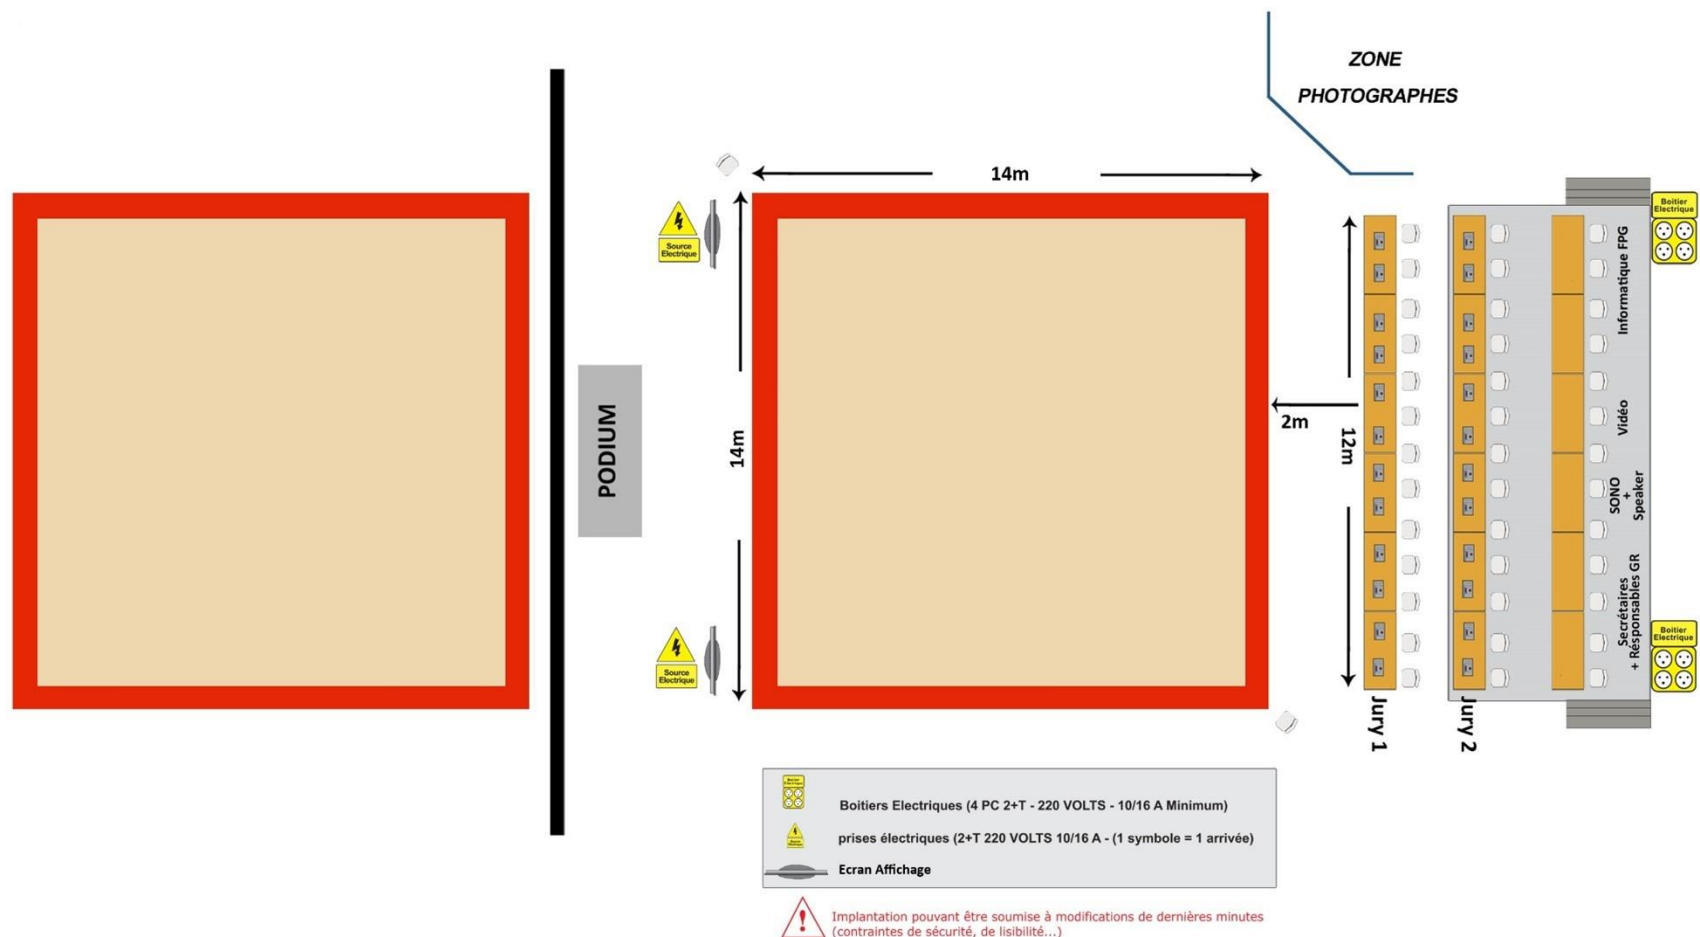 ZONE
PHOTOGRAPHES
14m
Source
Electrique
Boitier
Electrique
Informatique FPG
14m
2m
12m
PODIUM
Vidéo
SONO
+
Speaker
Secrétaires
+ Responsables GR
Source
Electrique
Boitier
Electrique
Jury 1
Jury 2
Boitiers Electriques (4 PC 2+T - 220 VOLTS - 10/16 A Minimum)
prises électriques (2+T 220 VOLTS 10/16 A - (1 symbole = 1 arrivée)
Ecran Affichage
Implantation pouvant être soumise à modifications de dernières minutes
(contraintes de sécurité, de lisibilité...)